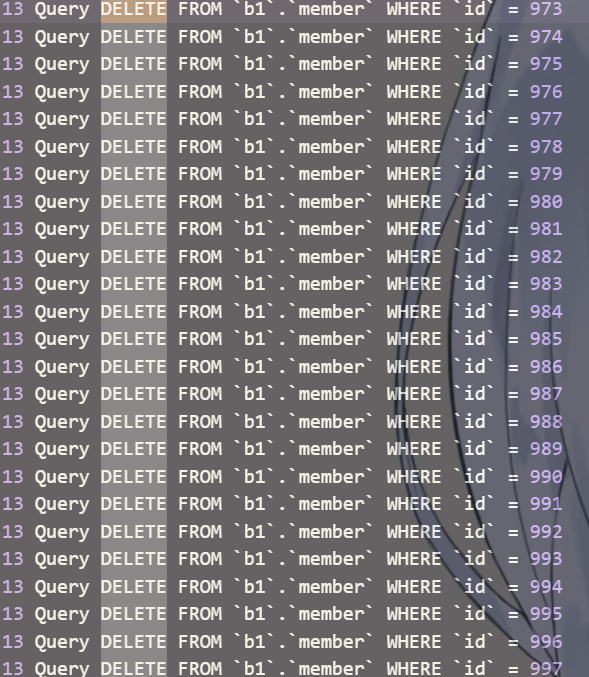 13 Query DELETE FROM `b1`.`member` WHERE `id` = 973
13 Query DELETE FROM `b1`.`member` WHERE `id` = 974
13 Query DELETE FROM `b1`.`member` WHERE `id` = 975
13 Query DELETE FROM `b1`.`member` WHERE `id` = 976
13 Query DELETE FROM `b1`.`member` WHERE `id` = 977
13 Query DELETE FROM `b1`.`member` WHERE `id` = 978
13 Query DELETE FROM `b1`.`member` WHERE `id` = 979
13 Query DELETE FROM `b1`.`member` WHERE `id` = 980
13 Query DELETE FROM `b1`.`member` WHERE `id` = 981
13 Query DELETE FROM `b1`.`member` WHERE `id` = 982
13 Query DELETE FROM `b1`.`member` WHERE `id` = 983
13 Query DELETE FROM `b1`.`member` WHERE `id` = 984
13 Query DELETE FROM `b1`.`member` WHERE `id` = 985
13 Query DELETE FROM `b1`.`member` WHERE `id` = 986
13 Query DELETE FROM `b1`.`member` WHERE `id` = 987
13 Query DELETE FROM `b1`.`member` WHERE `id` = 988
13 Query DELETE FROM `b1`.`member` WHERE `id` = 989
13 Query DELETE FROM `b1`.`member` WHERE `id` = 990
13 Query DELETE FROM `b1`.`member` WHERE `id` = 991
13 Query DELETE FROM `b1`.`member` WHERE `id` = 992
13 Query DELETE FROM `b1`.`member` WHERE `id` = 993
13 Query DELETE FROM `b1`.`member` WHERE `id` = 994
13 Query DELETE FROM `b1`.`member` WHERE `id` = 995
13 Query DELETE FROM `b1`.`member` WHERE `id` = 996
13 Query DELETE FROM `b1`.`member` WHERE `id` = 997